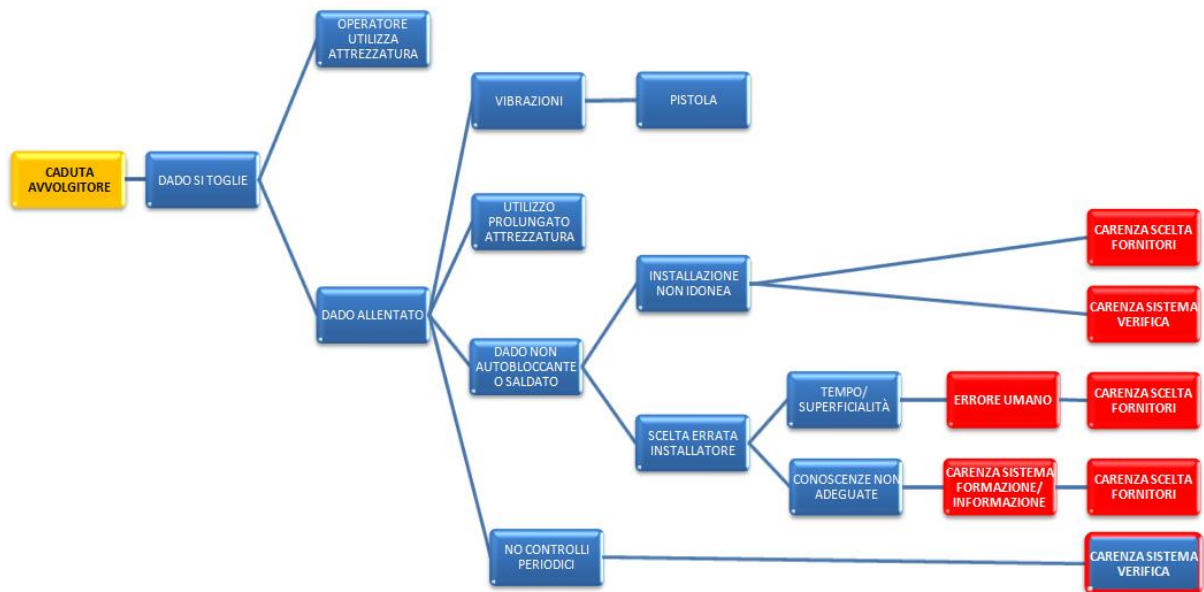 CADUTA
AVVOLGITORE
DADO SI TOGLIE
OPERATORE
UTILIZZA
ATTREZZATURA
DADO ALLENTATO
VIBRAZIONI
PISTOLA
UTILIZZO
PROLUNGATO
ATTREZZATURA
DADO NON
AUTOBLOCCANTE
O SALDATO
INSTALLAZIONE
NON IDONEA
CARENZA SCELTA
FORNITORI
CARENZA SISTEMA
VERIFICA
SCELTA ERRATA
INSTALLATORE
TEMPO/
SUPERFICIALITÀ
ERRORE UMANO
CARENZA SCELTA
FORNITORI
CONOSCENZE NON
ADEGUATE
CARENZA SISTEMA
FORMAZIONE/
INFORMAZIONE
CARENZA SCELTA
FORNITORI
NO CONTROLLI
PERIODICI
CARENZA SISTEMA
VERIFICA